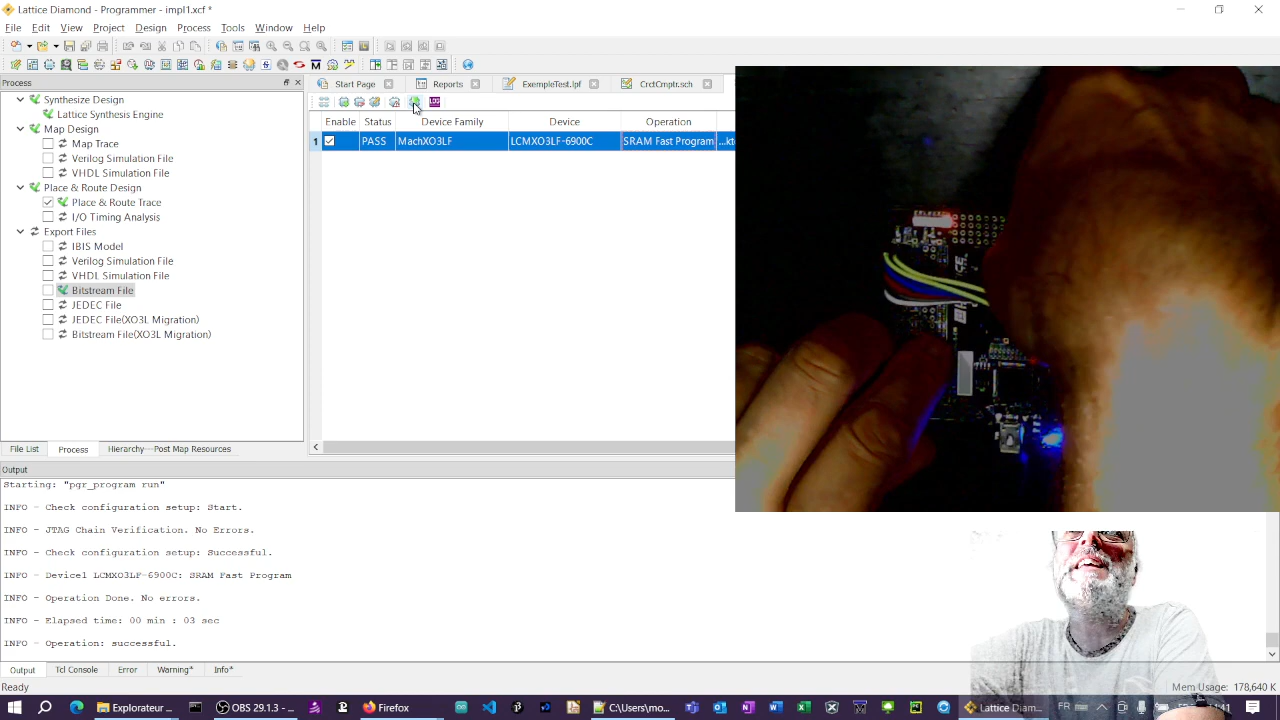 Lattice Diamond - Programmer - impl1.xcf *
File Edit View Project Design Process Tools Window Help
Process
Start Page Reports ExempleTest.lpf CrctCmptr.sch
Synthesize Design
Lattice Synthesis Engine
Map Design
Map Trace
Verilog Simulation File
VHDL Simulation File
Place & Route Design
Place & Route Trace
I/O Timing Analysis
Export Files
IBIS Model
Verilog Simulation File
VHDL Simulation File
Bitstream File
JEDEC File
JEDEC File(XO3L Migration)
Bitstream File(XO3L Migration)
LOG
Enable Status Device Family Device Operation
1 PASS MachXO3LF LCMXO3LF-6900C SRAM Fast Program ...kt
File List Process Hierarchy Post Map Resources
Output
Starting: "pgr_program run"
INFO - Check configuration setup: Start.
INFO - JTAG Chain Verification. No Errors.
INFO - Check configuration setup: Successful.
INFO - Device1 LCMXO3LF-6900C: SRAM Fast Program
INFO - Operation Done. No errors.
INFO - Elapsed time: 00 min : 03 sec
INFO - Operation: successful.
Output Tcl Console Error Warning* Info*
Ready
Mem Usage: 178,640 K
Explorateur ... OBS 29.1.3 - ... Firefox C:\Users\mo... Lattice Diam... FR